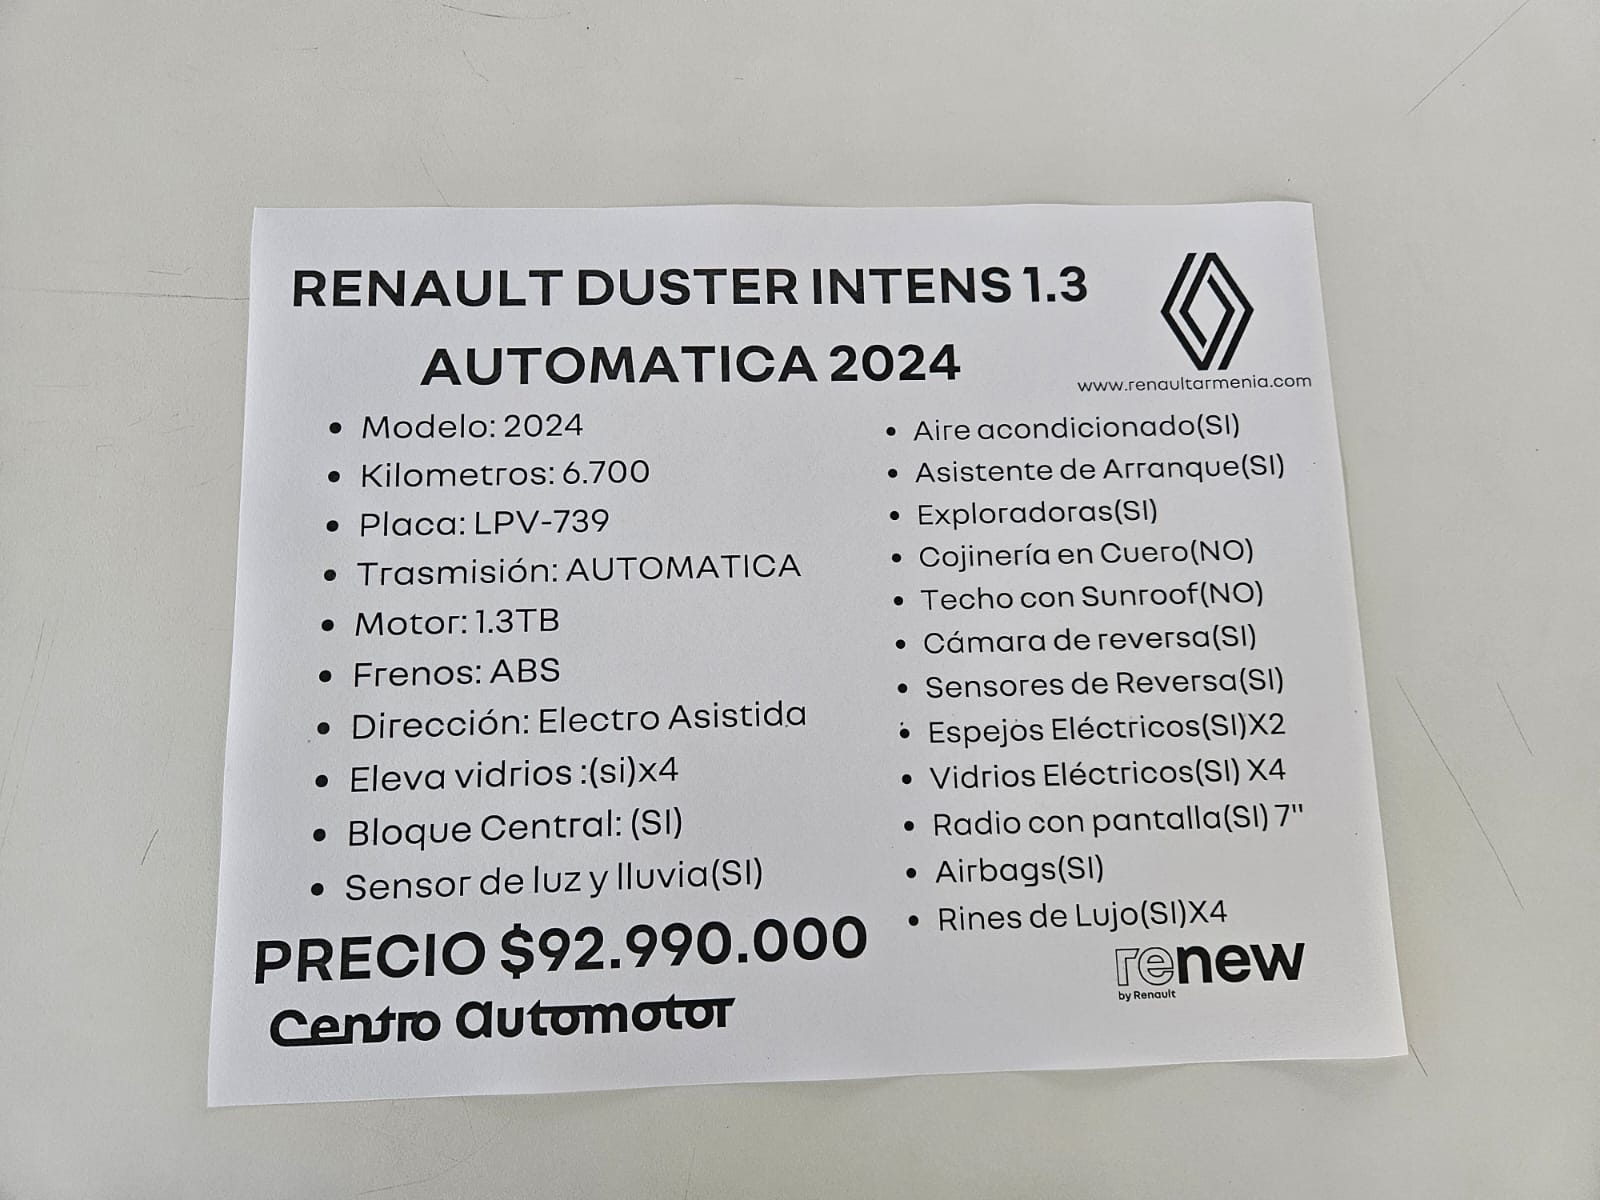 RENAULT DUSTER INTENS 1.3
AUTOMATICA 2024
www.renaultarmenia.com
• Modelo: 2024
• Kilometros: 6.700
• Placa: LPV-739
• Trasmisión: AUTOMATICA
• Motor: 1.3TB
• Frenos: ABS
• Dirección: Electro Asistida
• Eleva vidrios :(si)x4
• Bloque Central: (SI)
• Sensor de luz y lluvia(SI)
• Aire acondicionado(SI)
• Asistente de Arranque(SI)
• Exploradoras(SI)
• Cojinería en Cuero(NO)
• Techo con Sunroof(NO)
• Cámara de reversa(SI)
• Sensores de Reversa(SI)
• Espejos Eléctricos(SI)X2
• Vidrios Eléctricos(SI) X4
• Radio con pantalla(SI) 7"
• Airbags(SI)
• Rines de Lujo(SI)X4
PRECIO $92.990.000
Centro automotor
renew
by Renault